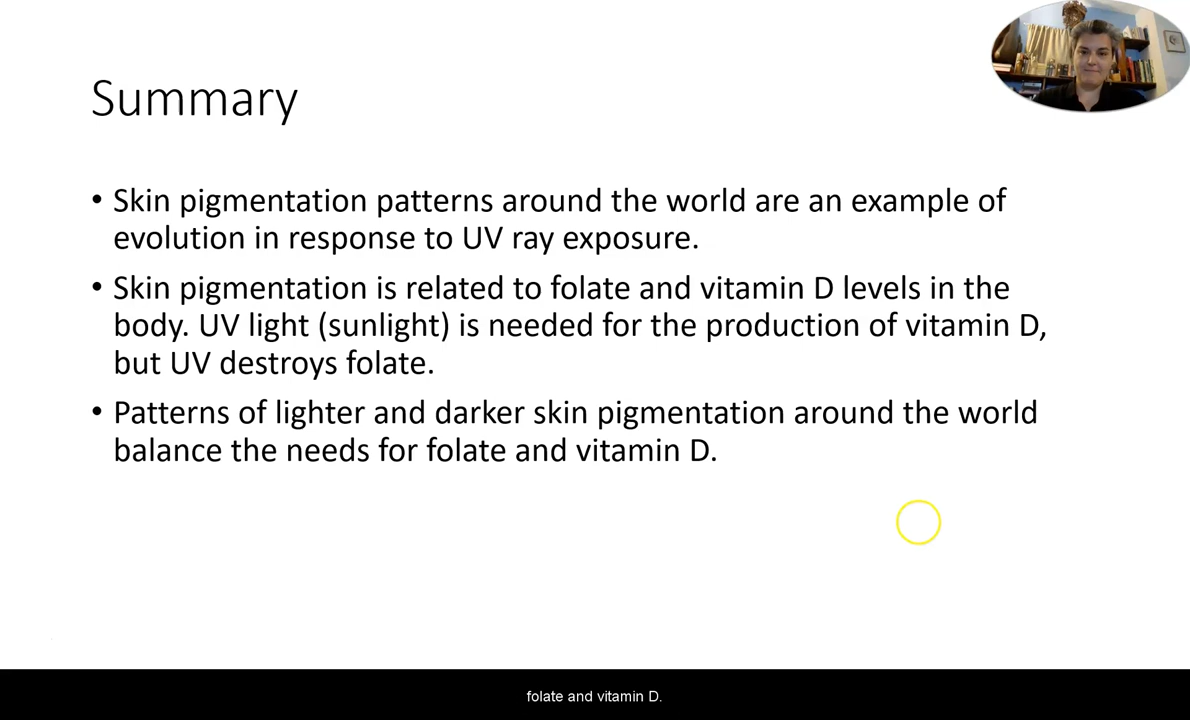 Summary
• Skin pigmentation patterns around the world are an example of
evolution in response to UV ray exposure.
• Skin pigmentation is related to folate and vitamin D levels in the
body. UV light (sunlight) is needed for the production of vitamin D,
but UV destroys folate.
• Patterns of lighter and darker skin pigmentation around the world
balance the needs for folate and vitamin D.
folate and vitamin D.